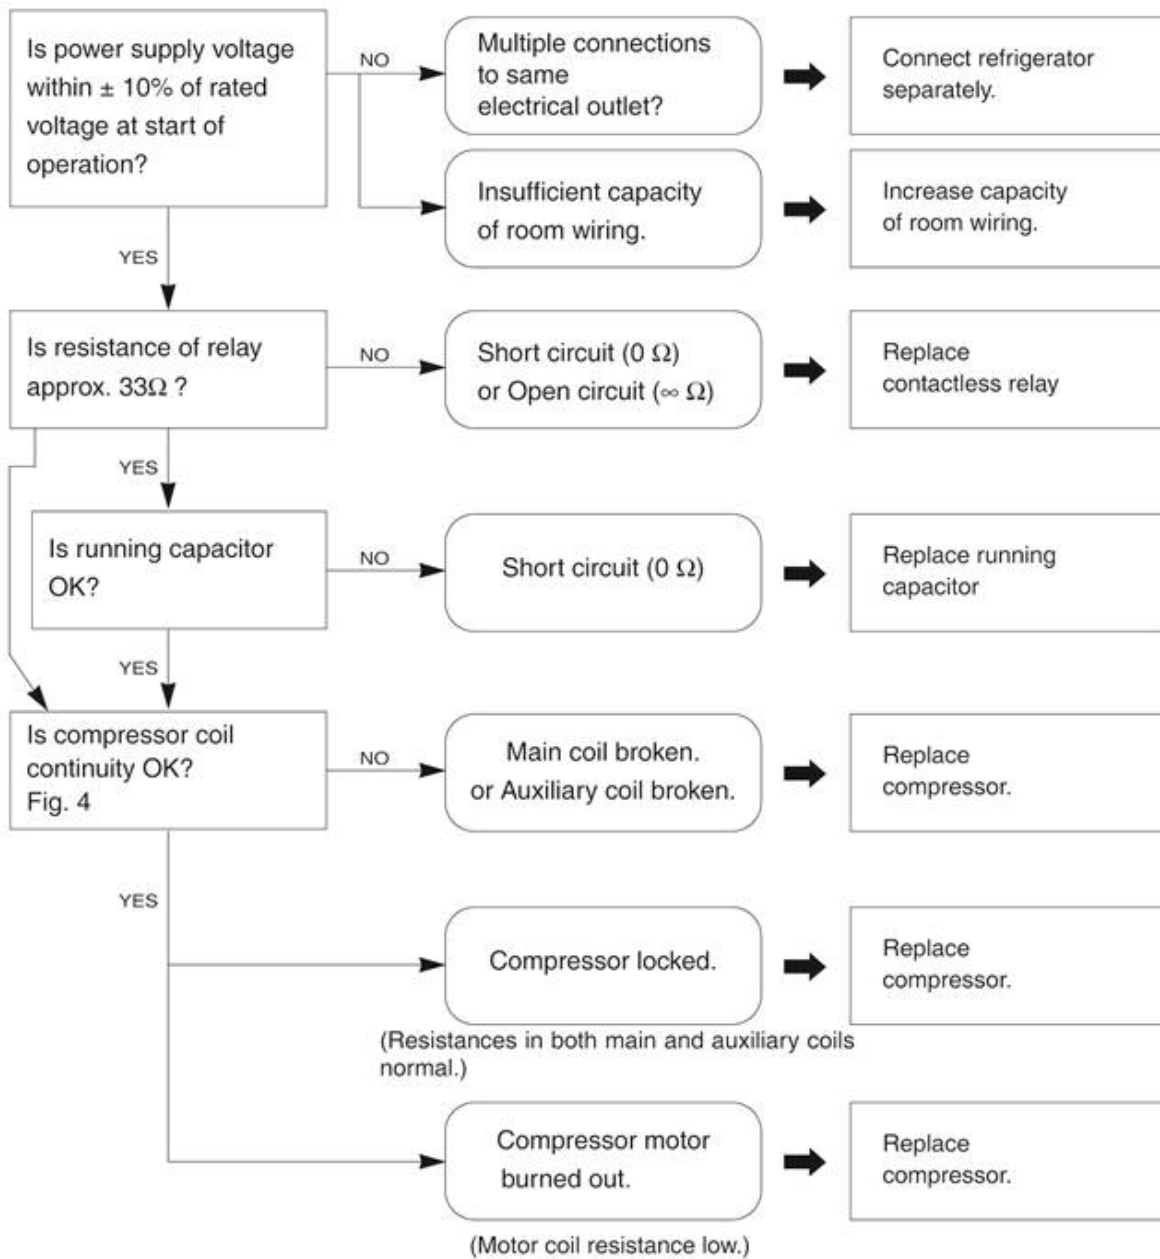 Is power supply voltage
within ± 10% of rated
voltage at start of
operation?
NO
Multiple connections
to same
electrical outlet?
Connect refrigerator
separately.
Insufficient capacity
of room wiring.
Increase capacity
of room wiring.
YES
Is resistance of relay
approx. 33Ω ?
NO
Short circuit (0 Ω)
or Open circuit (∞ Ω)
Replace
contactless relay
YES
Is running capacitor
OK?
NO
Short circuit (0 Ω)
Replace running
capacitor
YES
Is compressor coil
continuity OK?
Fig. 4
NO
Main coil broken.
or Auxiliary coil broken.
Replace
compressor.
YES
Compressor locked.
Replace
compressor.
(Resistances in both main and auxiliary coils
normal.)
Compressor motor
burned out.
Replace
compressor.
(Motor coil resistance low.)